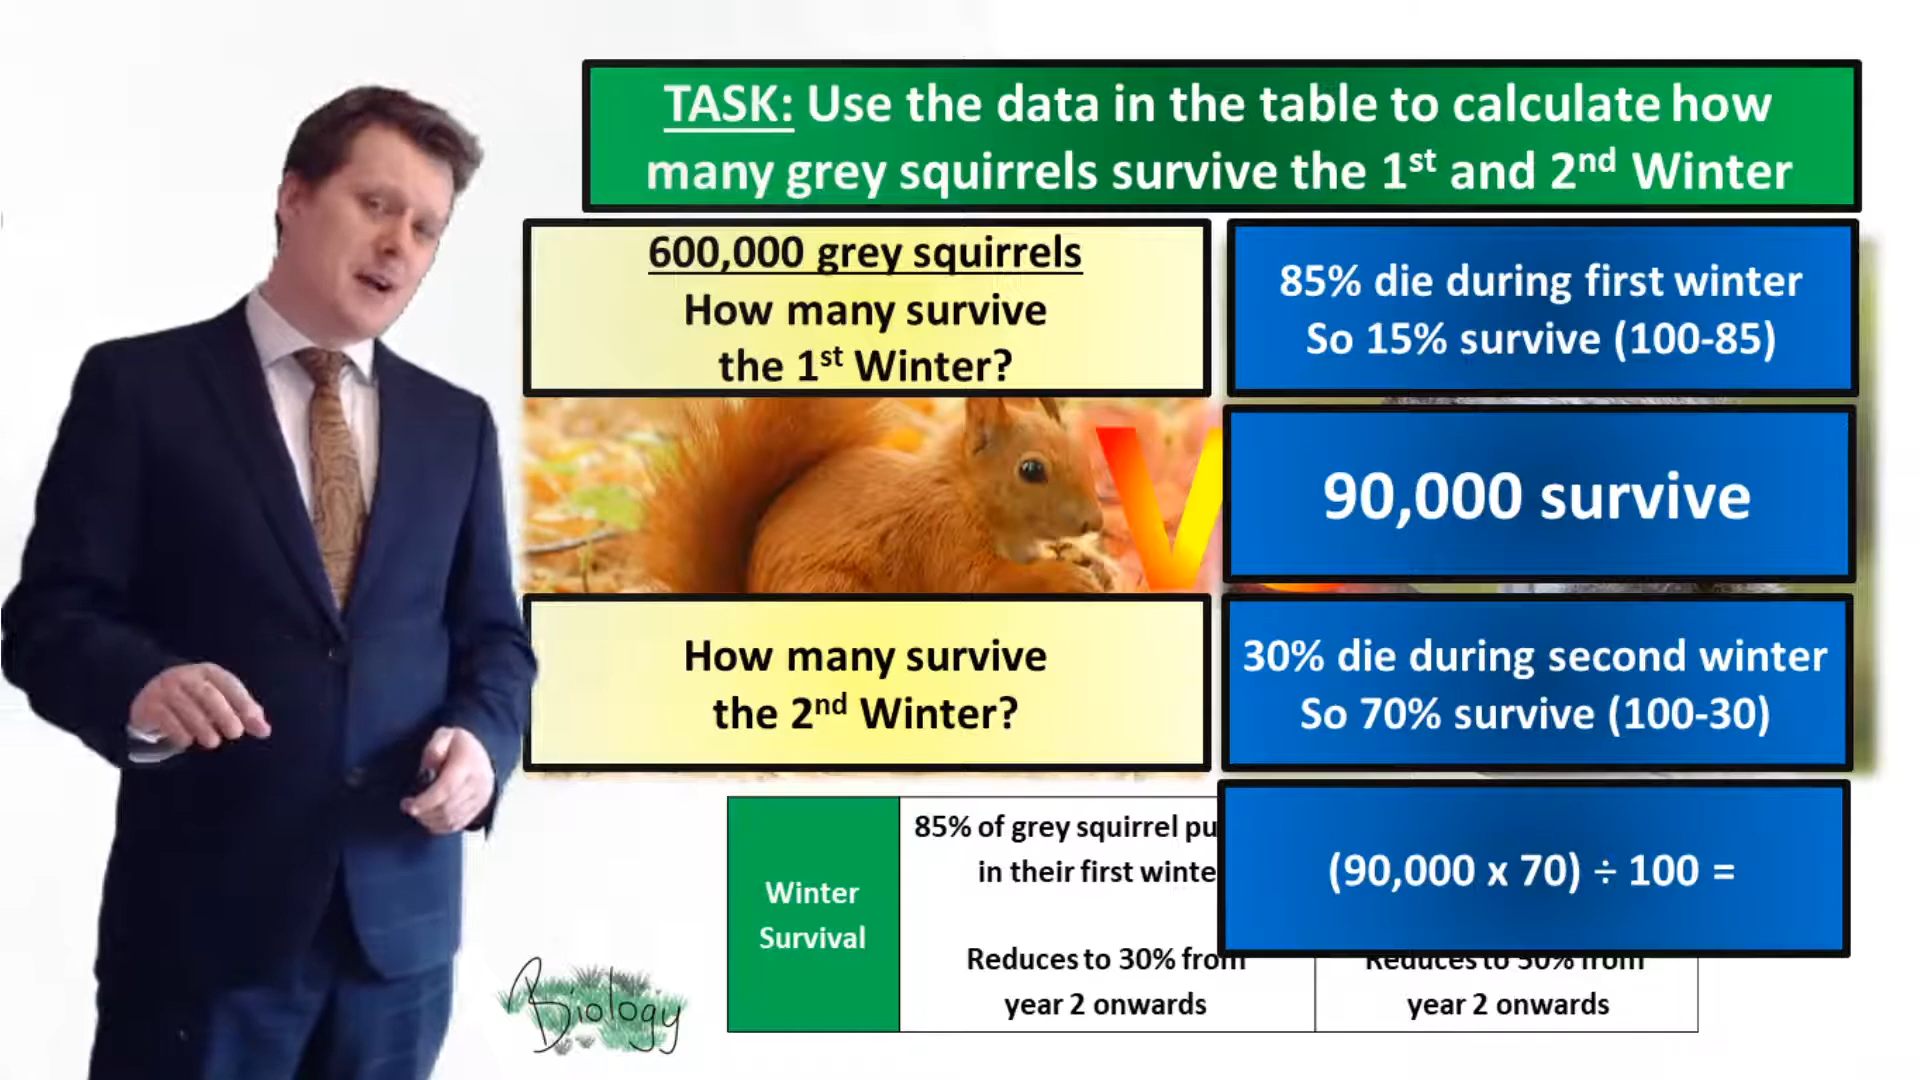 TASK: Use the data in the table to calculate how
many grey squirrels survive the 1st and 2nd Winter
600,000 grey squirrels
How many survive
the 1st Winter?
85% die during first winter
So 15% survive (100-85)
V
90,000 survive
How many survive
the 2nd Winter?
30% die during second winter
So 70% survive (100-30)
(90,000 x 70) ÷ 100 =
Winter
Survival
85% of grey squirrel pu
in their first winte
Reduces to 30% from
year 2 onwards
Reduces to 50% from
year 2 onwards
Biology